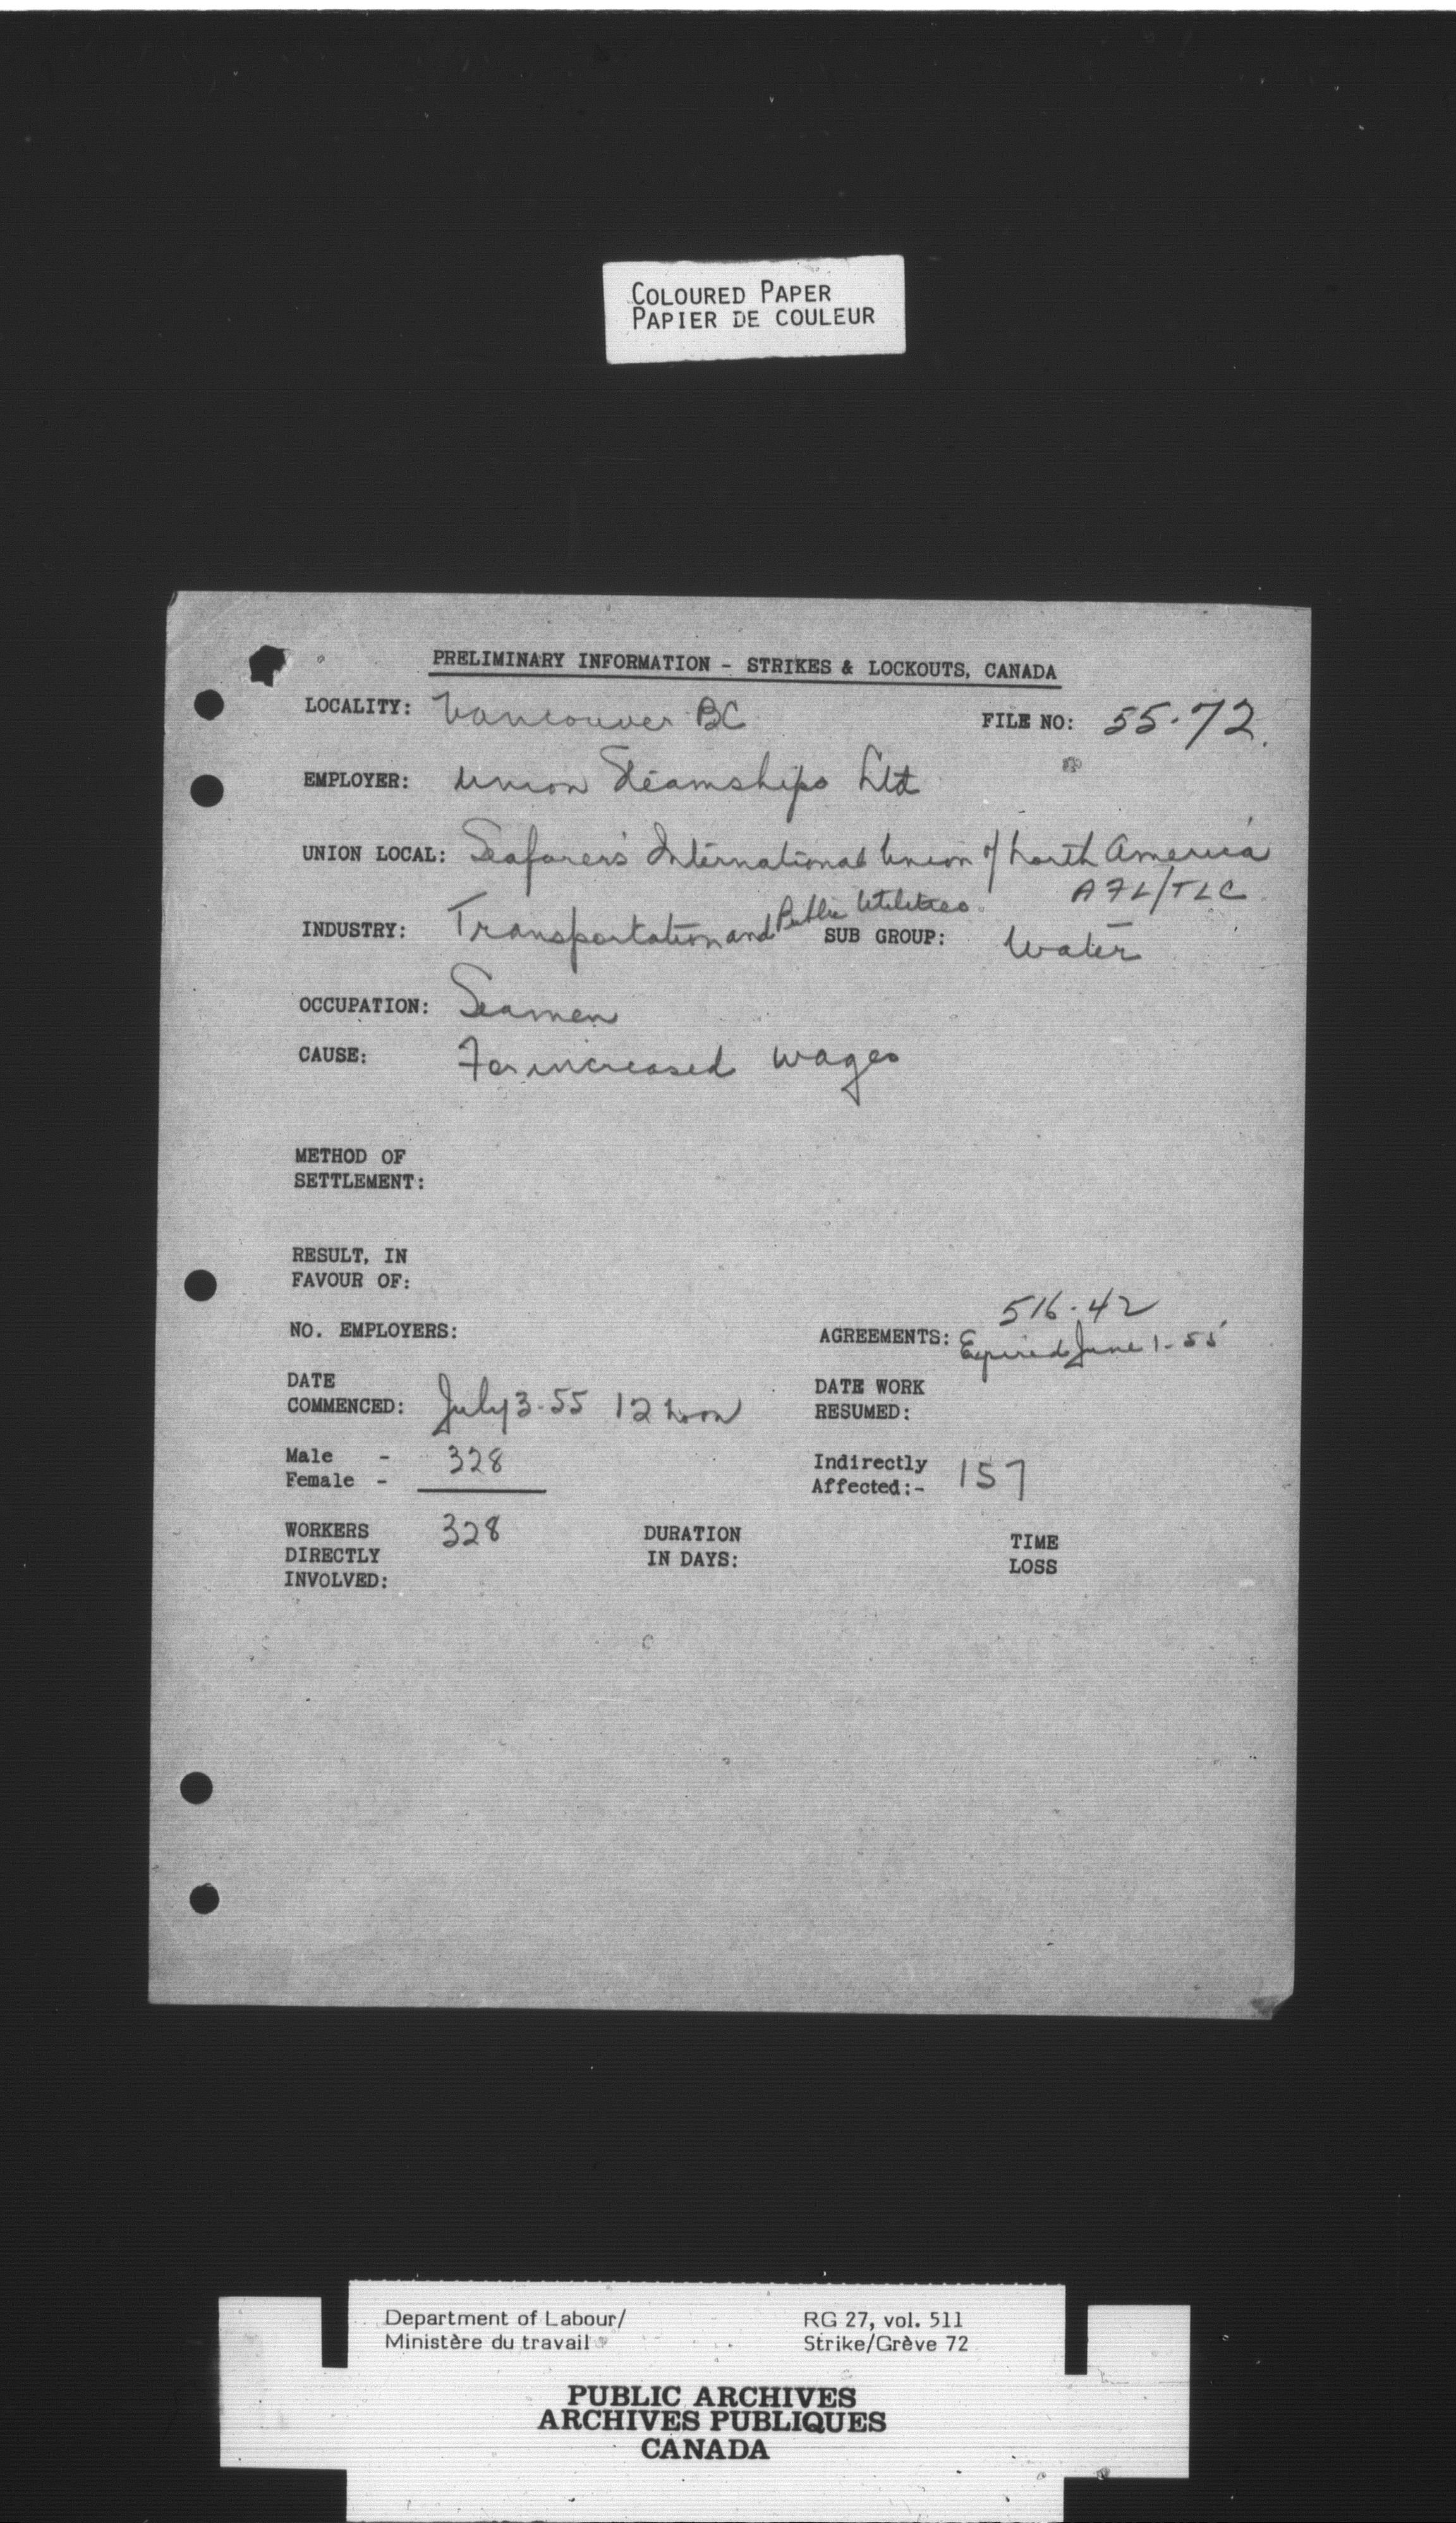 COLOURED PAPER
PAPIER DE COULEUR
PRELIMINARY INFORMATION - STRIKES & LOCKOUTS, CANADA
LOCALITY: Vancouver BC FILE NO: 55-72
EMPLOYER: Union Steamships Ltd
UNION LOCAL: Seafarers International Union of North America
AFL/TLC
INDUSTRY: Transportation and Public Utilities SUB GROUP: Water
OCCUPATION: Seamen
CAUSE: For increased wages
METHOD OF
SETTLEMENT:
RESULT, IN
FAVOUR OF:
516-42
NO. EMPLOYERS: AGREEMENTS: Expired June 1-55
DATE
COMMENCED: July 3-55 12 noon
DATE WORK
RESUMED:
Male - 328
Female -
Indirectly
Affected:- 157
WORKERS 328
DIRECTLY
INVOLVED:
DURATION
IN DAYS:
TIME
LOSS
Department of Labour/
Ministère du travail
RG 27, vol. 511
Strike/Grève 72
PUBLIC ARCHIVES
ARCHIVES PUBLIQUES
CANADA